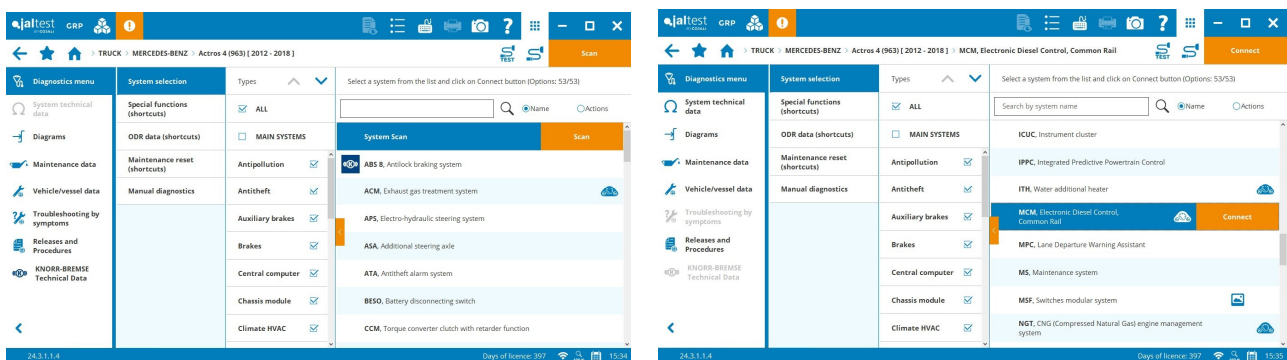 jaltest GRP
BY COJALI
> TRUCK > MERCEDES-BENZ > Actros 4 (963) [ 2012 - 2018 ]
TEST
Scan
Diagnostics menu
System technical
data
Diagrams
Maintenance data
Vehicle/vessel data
Troubleshooting by
symptoms
Releases and
Procedures
KNORR-BREMSE
Technical Data
System selection
Special functions
(shortcuts)
ODR data (shortcuts)
Maintenance reset
(shortcuts)
Manual diagnostics
Types
ALL
MAIN SYSTEMS
Antipollution
Antitheft
Auxiliary brakes
Brakes
Central computer
Chassis module
Climate HVAC
Select a system from the list and click on Connect button (Options: 53/53)
Name
Actions
System Scan
Scan
ABS 8, Antilock braking system
ACM, Exhaust gas treatment system
APS, Electro-hydraulic steering system
ASA, Additional steering axle
ATA, Antitheft alarm system
BESO, Battery disconnecting switch
CCM, Torque converter clutch with retarder function
24.3.1.1.4
Days of licence: 397
15:34
jaltest GRP
BY COJALI
> TRUCK > MERCEDES-BENZ > Actros 4 (963) [ 2012 - 2018 ] > MCM, Electronic Diesel Control, Common Rail
TEST
Connect
Diagnostics menu
System technical
data
Diagrams
Maintenance data
Vehicle/vessel data
Troubleshooting by
symptoms
Releases and
Procedures
KNORR-BREMSE
Technical Data
System selection
Special functions
(shortcuts)
ODR data (shortcuts)
Maintenance reset
(shortcuts)
Manual diagnostics
Types
ALL
MAIN SYSTEMS
Antipollution
Antitheft
Auxiliary brakes
Brakes
Central computer
Chassis module
Climate HVAC
Select a system from the list and click on Connect button (Options: 53/53)
Search by system name
Name
Actions
ICUC, Instrument cluster
IPPC, Integrated Predictive Powertrain Control
ITH, Water additional heater
MCM, Electronic Diesel Control,
Common Rail
Connect
MPC, Lane Departure Warning Assistant
MS, Maintenance system
MSF, Switches modular system
NGT, CNG (Compressed Natural Gas) engine management
system
24.3.1.1.4
Days of licence: 397
15:35